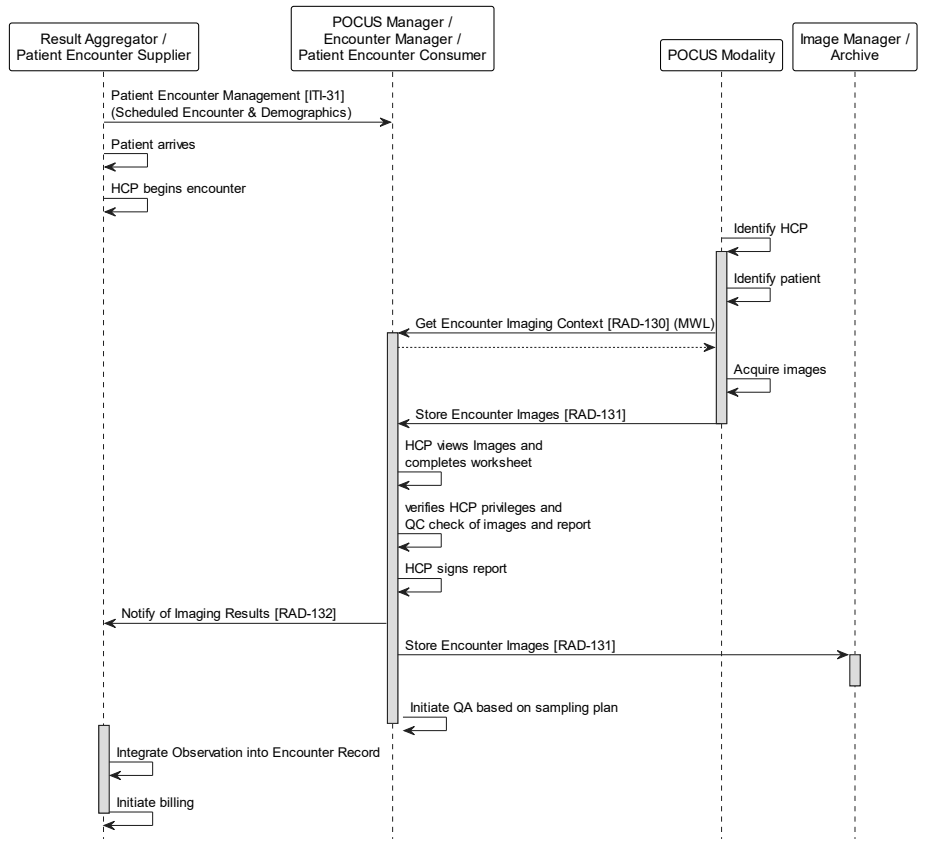 Result Aggregator /
Patient Encounter Supplier
POCUS Manager /
Encounter Manager /
Patient Encounter Consumer
POCUS Modality
Image Manager /
Archive
Patient Encounter Management [ITI-31]
(Scheduled Encounter & Demographics)
Patient arrives
HCP begins encounter
Identify HCP
Identify patient
Get Encounter Imaging Context [RAD-130] (MWL)
Acquire images
Store Encounter Images [RAD-131]
HCP views Images and
completes worksheet
verifies HCP privileges and
QC check of images and report
HCP signs report
Notify of Imaging Results [RAD-132]
Store Encounter Images [RAD-131]
Initiate QA based on sampling plan
Integrate Observation into Encounter Record
Initiate billing